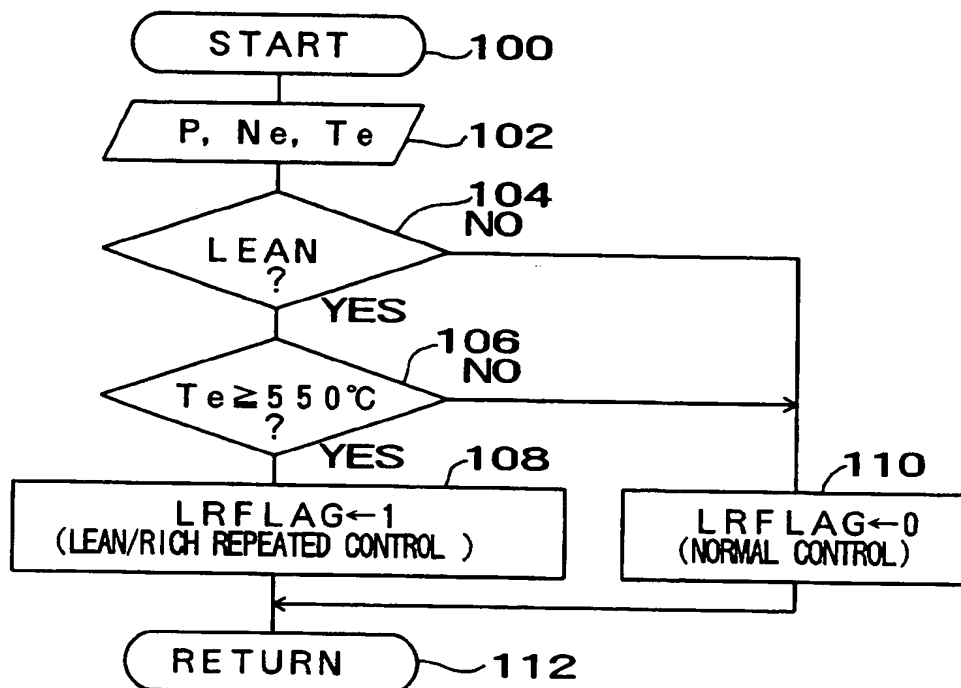 START
100
P, Ne, Te
102
104
NO
LEAN
?
YES
106
NO
Te≧550℃
?
YES
108
110
LRFLAG←1
(LEAN/RICH REPEATED CONTROL )
LRFLAG←0
(NORMAL CONTROL)
RETURN
112